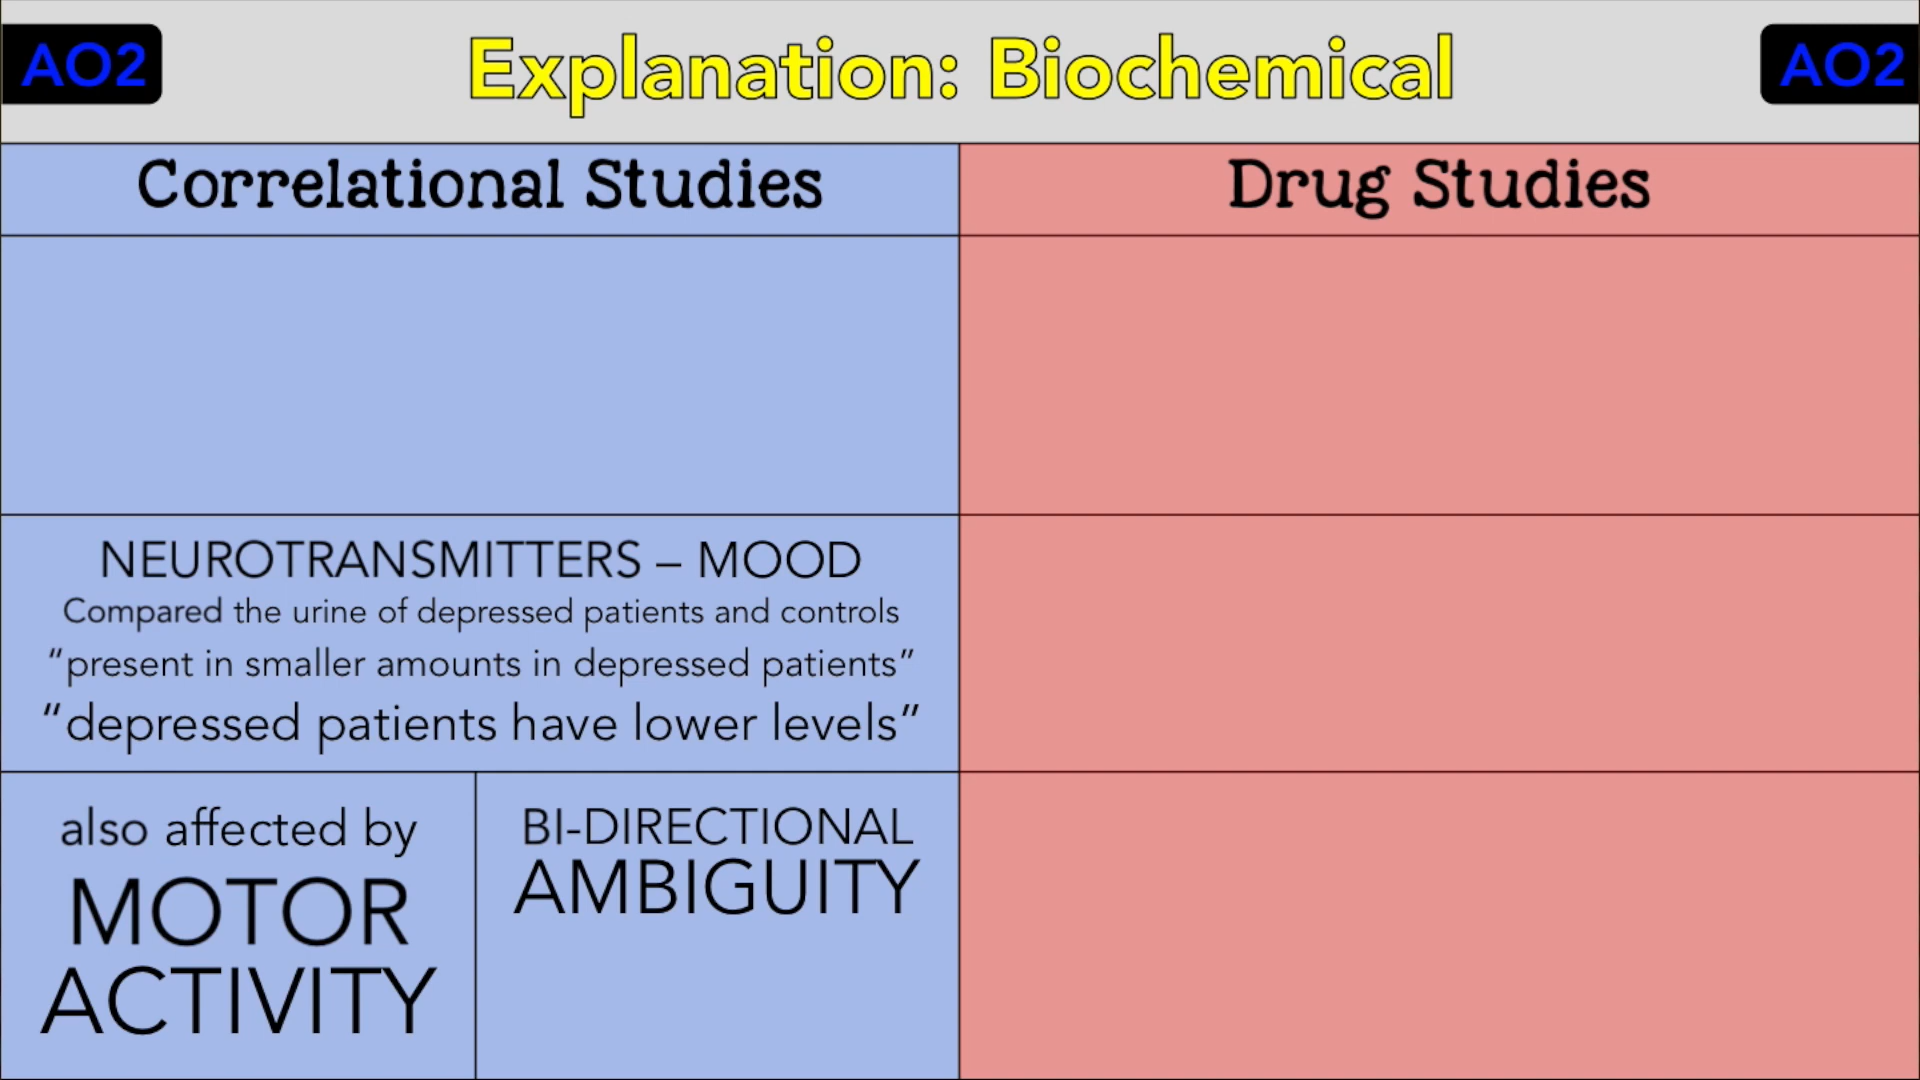 AO2
Explanation: Biochemical
AO2
Correlational Studies
Drug Studies
NEUROTRANSMITTERS – MOOD
Compared the urine of depressed patients and controls
“present in smaller amounts in depressed patients”
“depressed patients have lower levels”
also affected by
MOTOR
ACTIVITY
BI-DIRECTIONAL
AMBIGUITY